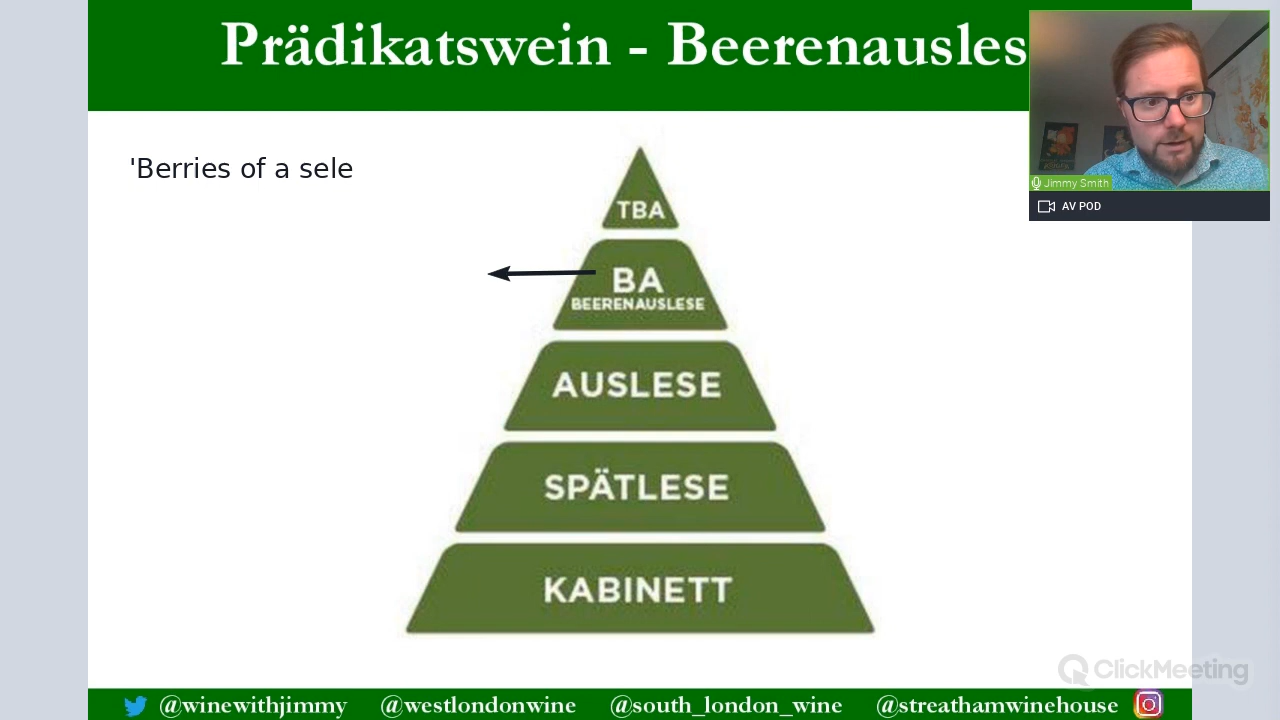 Prädikatswein - Beerenausles
Jimmy Smith
AV POD
'Berries of a sele
TBA
BA
BEERENAUSLESE
AUSLESE
SPÄTLESE
KABINETT
ClickMeeting
@winewithjimmy @westlondonwine @south_london_wine @streathamwinehouse